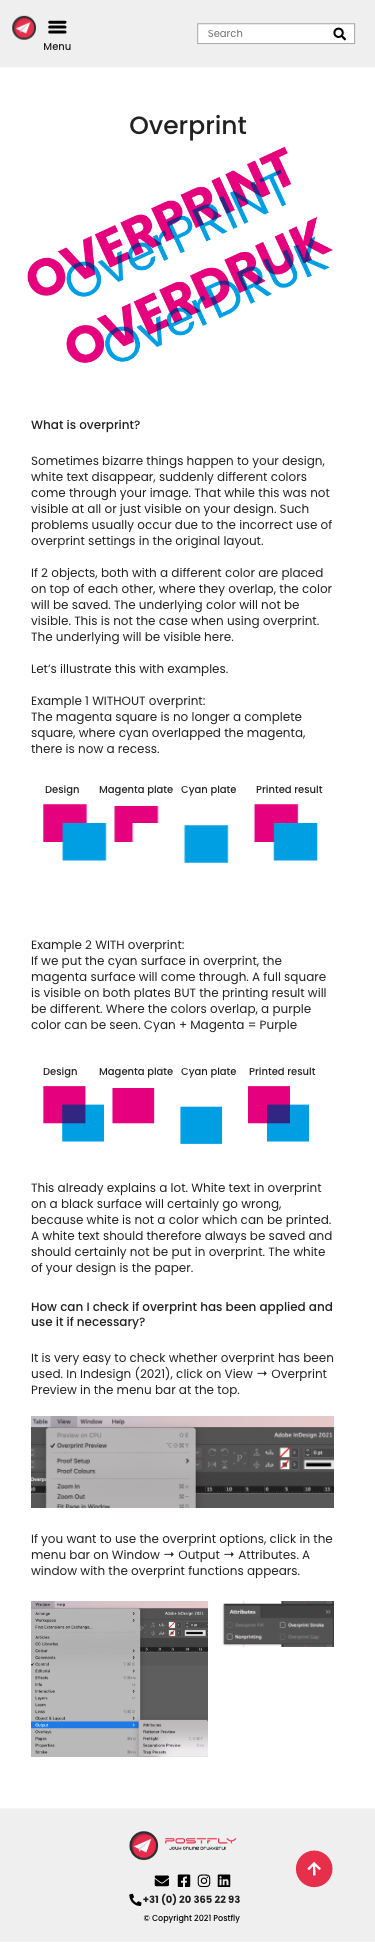 Menu
Search
Overprint
OVERPRINT
OverPRINT
OVERDRUK
OverDRUK
What is overprint?
Sometimes bizarre things happen to your design,
white text disappear, suddenly different colors
come through your image. That while this was not
visible at all or just visible on your design. Such
problems usually occur due to the incorrect use of
overprint settings in the original layout.
If 2 objects, both with a different color are placed
on top of each other, where they overlap, the color
will be saved. The underlying color will not be
visible. This is not the case when using overprint.
The underlying will be visible here.
Let's illustrate this with examples.
Example 1 WITHOUT overprint:
The magenta square is no longer a complete
square, where cyan overlapped the magenta,
there is now a recess.
Design Magenta plate Cyan plate Printed result
Example 2 WITH overprint:
If we put the cyan surface in overprint, the
magenta surface will come through. A full square
is visible on both plates BUT the printing result will
be different. Where the colors overlap, a purple
color can be seen. Cyan + Magenta = Purple
Design Magenta plate Cyan plate Printed result
This already explains a lot. White text in overprint
on a black surface will certainly go wrong,
because white is not a color which can be printed.
A white text should therefore always be saved and
should certainly not be put in overprint. The white
of your design is the paper.
How can I check if overprint has been applied and
use it if necessary?
It is very easy to check whether overprint has been
used. In Indesign (2021), click on View → Overprint
Preview in the menu bar at the top.
Table View Window Help
Preview on CPU
Adobe InDesign 2021
✓ Overprint Preview
0 pt
Proof Setup
Proof Colours
Zoom In
Zoom Out
Fit Page in Window
If you want to use the overprint options, click in the
menu bar on Window → Output → Attributes. A
window with the overprint functions appears.
Window Help
Arrange
Workspace
Find Extensions on Exchange...
Adobe InDesign 2021
Articles
CC Libraries
Colour
Comments
✓ Control
Editorial
Effects
Info
Interactive
Layers
Links
Object & Layout
Output
Overlays
Pages
Properties
Stroke
Attributes
Flattener Preview
Preflight
Separations Preview
Trap Presets
Attributes
Overprint Fill Overprint Stroke
Nonprinting Overprint Gap
POSTFLY
JOUW ONLINE DRUKKERIJ!
+31 (0) 20 365 22 93
© Copyright 2021 Postfly